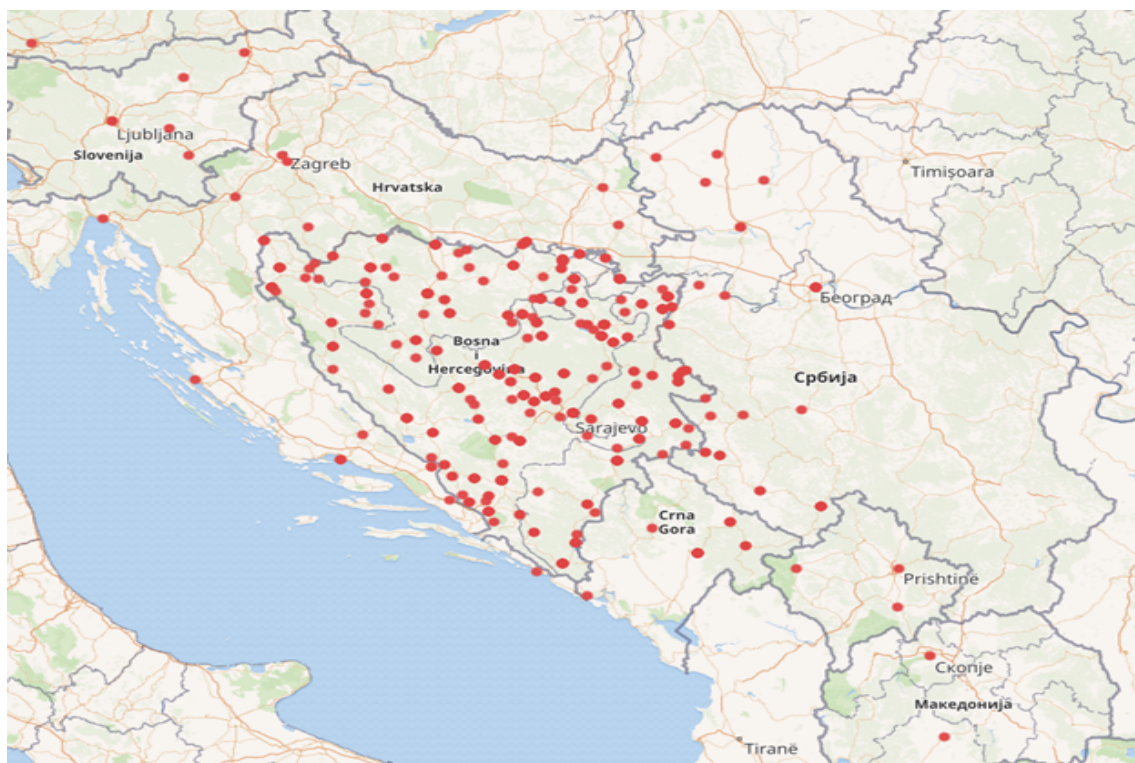 Ljubljana
Slovenija
Zagreb
Hrvatska
Timișoara
Београд
Bosna
i
Hercegovina
Србија
Sarajevo
Crna
Gora
Prishtinë
Скопје
Македонија
Tiranë